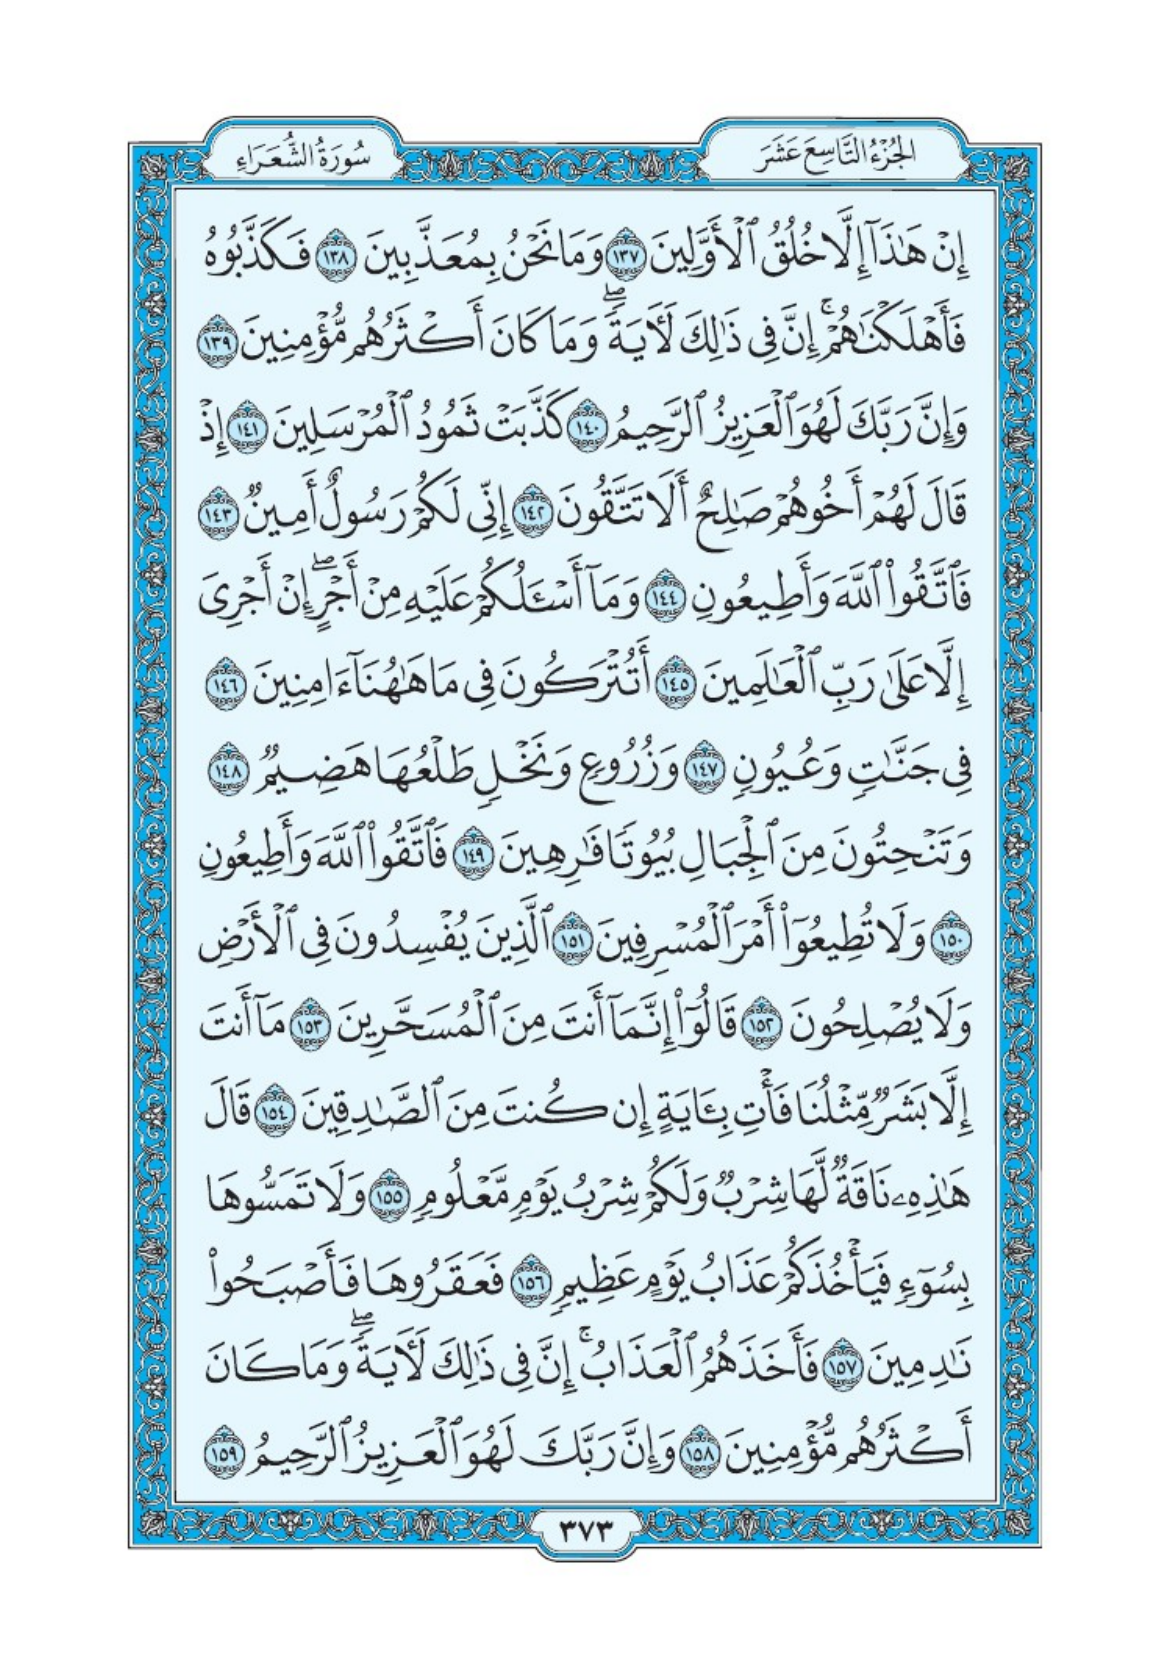 الجُزْءُ التَّاسِعَ عَشَرَ
سُورَةُ الشُّعَرَاءِ
إِنْ هَٰذَآ إِلَّا خُلُقُ ٱلْأَوَّلِينَ ١٣٧ وَمَا نَحْنُ بِمُعَذَّبِينَ ١٣٨ فَكَذَّبُوهُ
فَأَهْلَكْنَٰهُمْۚ إِنَّ فِى ذَٰلِكَ لَأٓيَةًۖ وَمَا كَانَ أَكْثَرُهُم مُّؤْمِنِينَ ١٣٩
وَإِنَّ رَبَّكَ لَهُوَ ٱلْعَزِيزُ ٱلرَّحِيمُ ١٤٠ كَذَّبَتْ ثَمُودُ ٱلْمُرْسَلِينَ ١٤١ إِذْ
قَالَ لَهُمْ أَخُوهُمْ صَٰلِحٌ أَلَا تَتَّقُونَ ١٤٢ إِنِّى لَكُمْ رَسُولٌ أَمِينٌ ١٤٣
فَٱتَّقُوا۟ ٱللَّهَ وَأَطِيعُونِ ١٤٤ وَمَآ أَسْـَٔلُكُمْ عَلَيْهِ مِنْ أَجْرٍۖ إِنْ أَجْرِىَ
إِلَّا عَلَىٰ رَبِّ ٱلْعَٰلَمِينَ ١٤٥ أَتُتْرَكُونَ فِى مَا هَٰهُنَآ ءَامِنِينَ ١٤٦
فِى جَنَّٰتٍ وَعُيُونٍ ١٤٧ وَزُرُوعٍ وَنَخْلٍ طَلْعُهَا هَضِيمٌ ١٤٨
وَتَنْحِتُونَ مِنَ ٱلْجِبَالِ بُيُوتًا فَٰرِهِينَ ١٤٩ فَٱتَّقُوا۟ ٱللَّهَ وَأَطِيعُونِ
١٥٠ وَلَا تُطِيعُوٓا۟ أَمْرَ ٱلْمُسْرِفِينَ ١٥١ ٱلَّذِينَ يُفْسِدُونَ فِى ٱلْأَرْضِ
وَلَا يُصْلِحُونَ ١٥٢ قَالُوٓا۟ إِنَّمَآ أَنتَ مِنَ ٱلْمُسَحَّرِينَ ١٥٣ مَآ أَنتَ
إِلَّا بَشَرٌ مِّثْلُنَا فَأْتِ بِـَٔايَةٍ إِن كُنتَ مِنَ ٱلصَّٰدِقِينَ ١٥٤ قَالَ
هَٰذِهِۦ نَاقَةٌ لَّهَا شِرْبٌ وَلَكُمْ شِرْبُ يَوْمٍ مَّعْلُومٍ ١٥٥ وَلَا تَمَسُّوهَا
بِسُوٓءٍ فَيَأْخُذَكُمْ عَذَابُ يَوْمٍ عَظِيمٍ ١٥٦ فَعَقَرُوهَا فَأَصْبَحُوا۟
نَٰدِمِينَ ١٥٧ فَأَخَذَهُمُ ٱلْعَذَابُۚ إِنَّ فِى ذَٰلِكَ لَأٓيَةًۖ وَمَا كَانَ
أَكْثَرُهُم مُّؤْمِنِينَ ١٥٨ وَإِنَّ رَبَّكَ لَهُوَ ٱلْعَزِيزُ ٱلرَّحِيمُ ١٥٩
٣٧٣